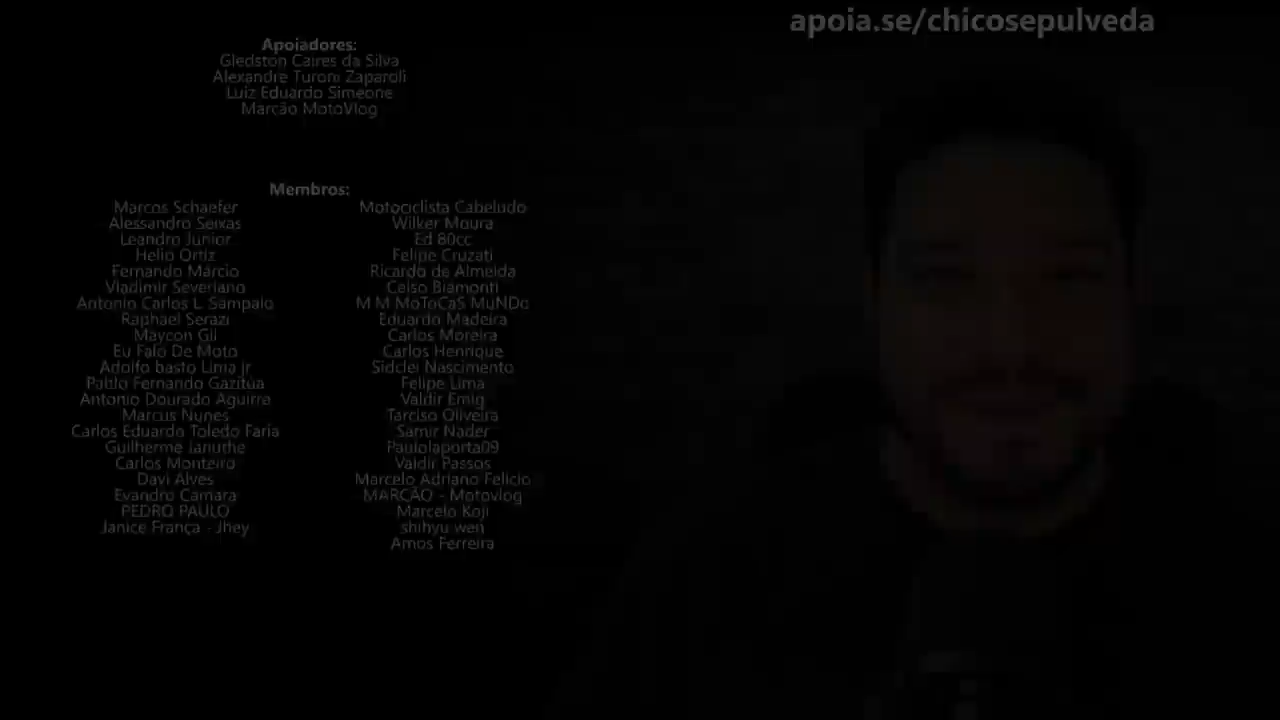 apoia.se/chicosepulveda
Apoiadores:
Gledston Caires da Silva
Alexandre Turoni Zaparoli
Luiz Eduardo Simeone
Marcão MotoVlog
Membros:
Marcos Schaefer
Alessandro Seixas
Leandro Junior
Helio Ortiz
Fernando Márcio
Vladimir Severiano
Antonio Carlos L. Sampaio
Raphael Serazi
Maycon Gil
Eu Falo De Moto
Adolfo basto Lima jr
Pablo Fernando Gazitúa
Antonio Dourado Aguirre
Marcus Nunes
Carlos Eduardo Toledo Faria
Guilherme Ianuthe
Carlos Monteiro
Davi Alves
Evandro Camara
PEDRO PAULO
Janice França - Jhey
Motociclista Cabeludo
Wilker Moura
Ed 80cc
Felipe Cruzati
Ricardo de Almeida
Celso Biamonti
M M MoToCaS MuNDo
Eduardo Madeira
Carlos Moreira
Carlos Henrique
Sidclei Nascimento
Felipe Lima
Valdir Emig
Tarciso Oliveira
Samir Nader
Paulolaporta09
Valdir Passos
Marcelo Adriano Felicio
MARCÃO - Motovlog
Marcelo Koji
shihyu wen
Amos Ferreira